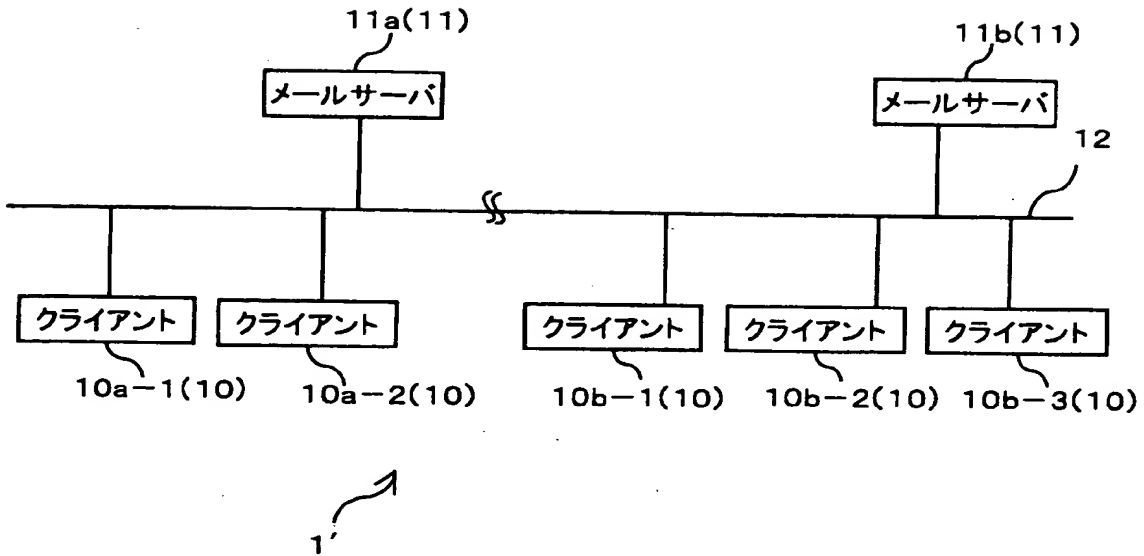 11a(11)
11b(11)
メールサーバ
メールサーバ
12
クライアント
クライアント
クライアント
クライアント
クライアント
10a-1(10)
10a-2(10)
10b-1(10)
10b-2(10)
10b-3(10)
1′